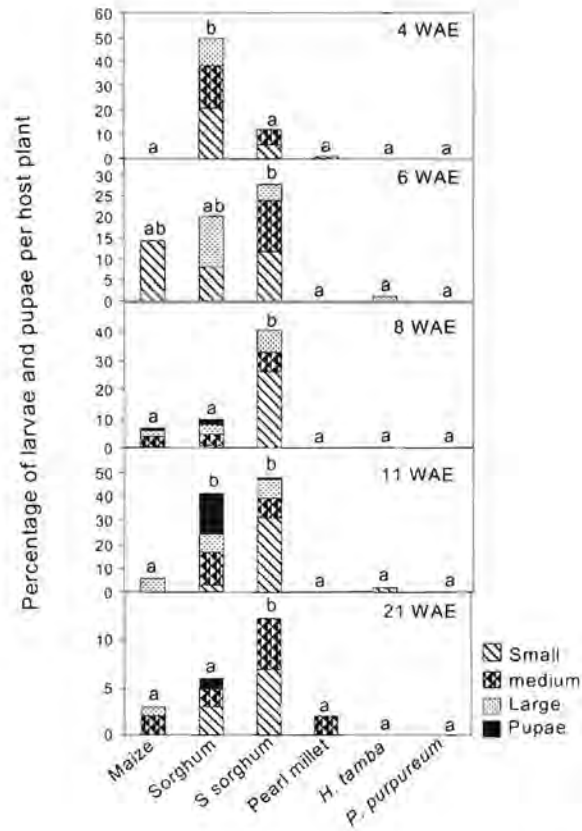 Percentage of larvae and pupae per host plant
60
50
40
30
20
10
0
4 WAE
a
b
a
a
a
a
30
25
20
15
10
5
0
6 WAE
ab
ab
b
a
a
a
40
30
20
10
0
8 WAE
a
a
b
a
a
a
50
40
30
20
10
0
11 WAE
a
b
b
a
a
a
10
5
0
21 WAE
a
a
b
a
a
a
Maize
Sorghum
S sorghum
Pearl millet
H. tamba
P. purpureum
Small
medium
Large
Pupae